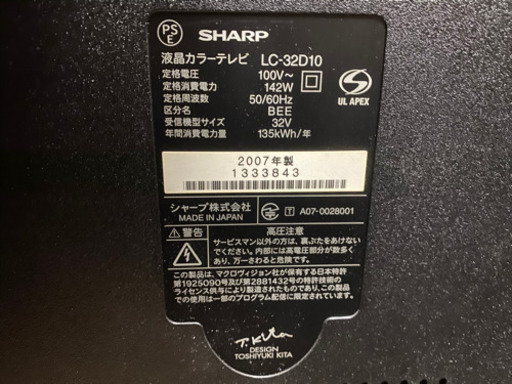 PS
E
SHARP
液晶カラーテレビ LC-32D10
定格電圧 100V～
定格消費電力 142W
定格周波数 50/60Hz
区分名 BEE
受信機型サイズ 32V
年間消費電力量 135kWh/年
UL APEX
2007年製
1333843
シャープ株式会社
MADE IN JAPAN
T A07-0028001
警告 高圧注意
サービスマン以外の方は、裏ぶたをあけない
でください。内部には高電圧部分が数多く
あり、万一さわると危険です。
この製品は、マクロヴィジョン社が保有する日本特許
第1925090号及び第2881432号の特許技術の
ライセンス供与により製造されました。この製品
での使用は一部のプログラム配信に限定されています。
T.Kita
DESIGN
TOSHIYUKI KITA